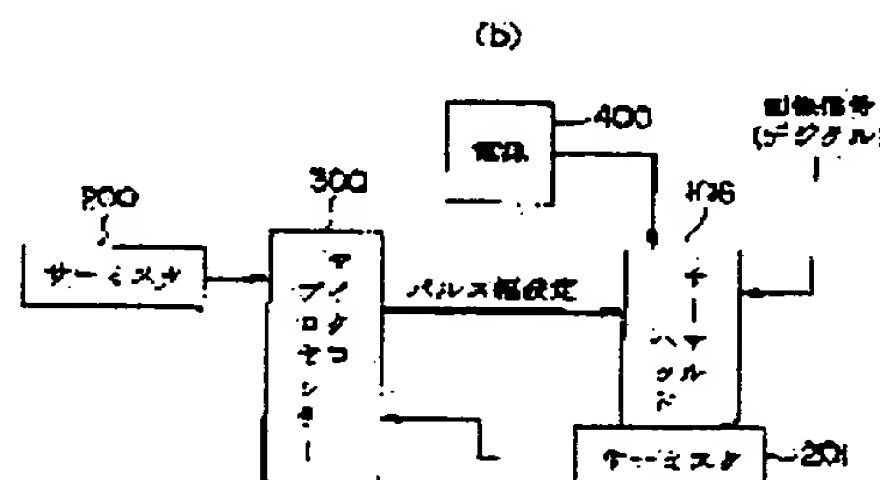 (b)
400
電源
画像信号
(デジタル)
300
200
サーミスタ
マイクロ
プロセッサー
パルス幅設定
サーマル
ヘッド
サーミスタ
201